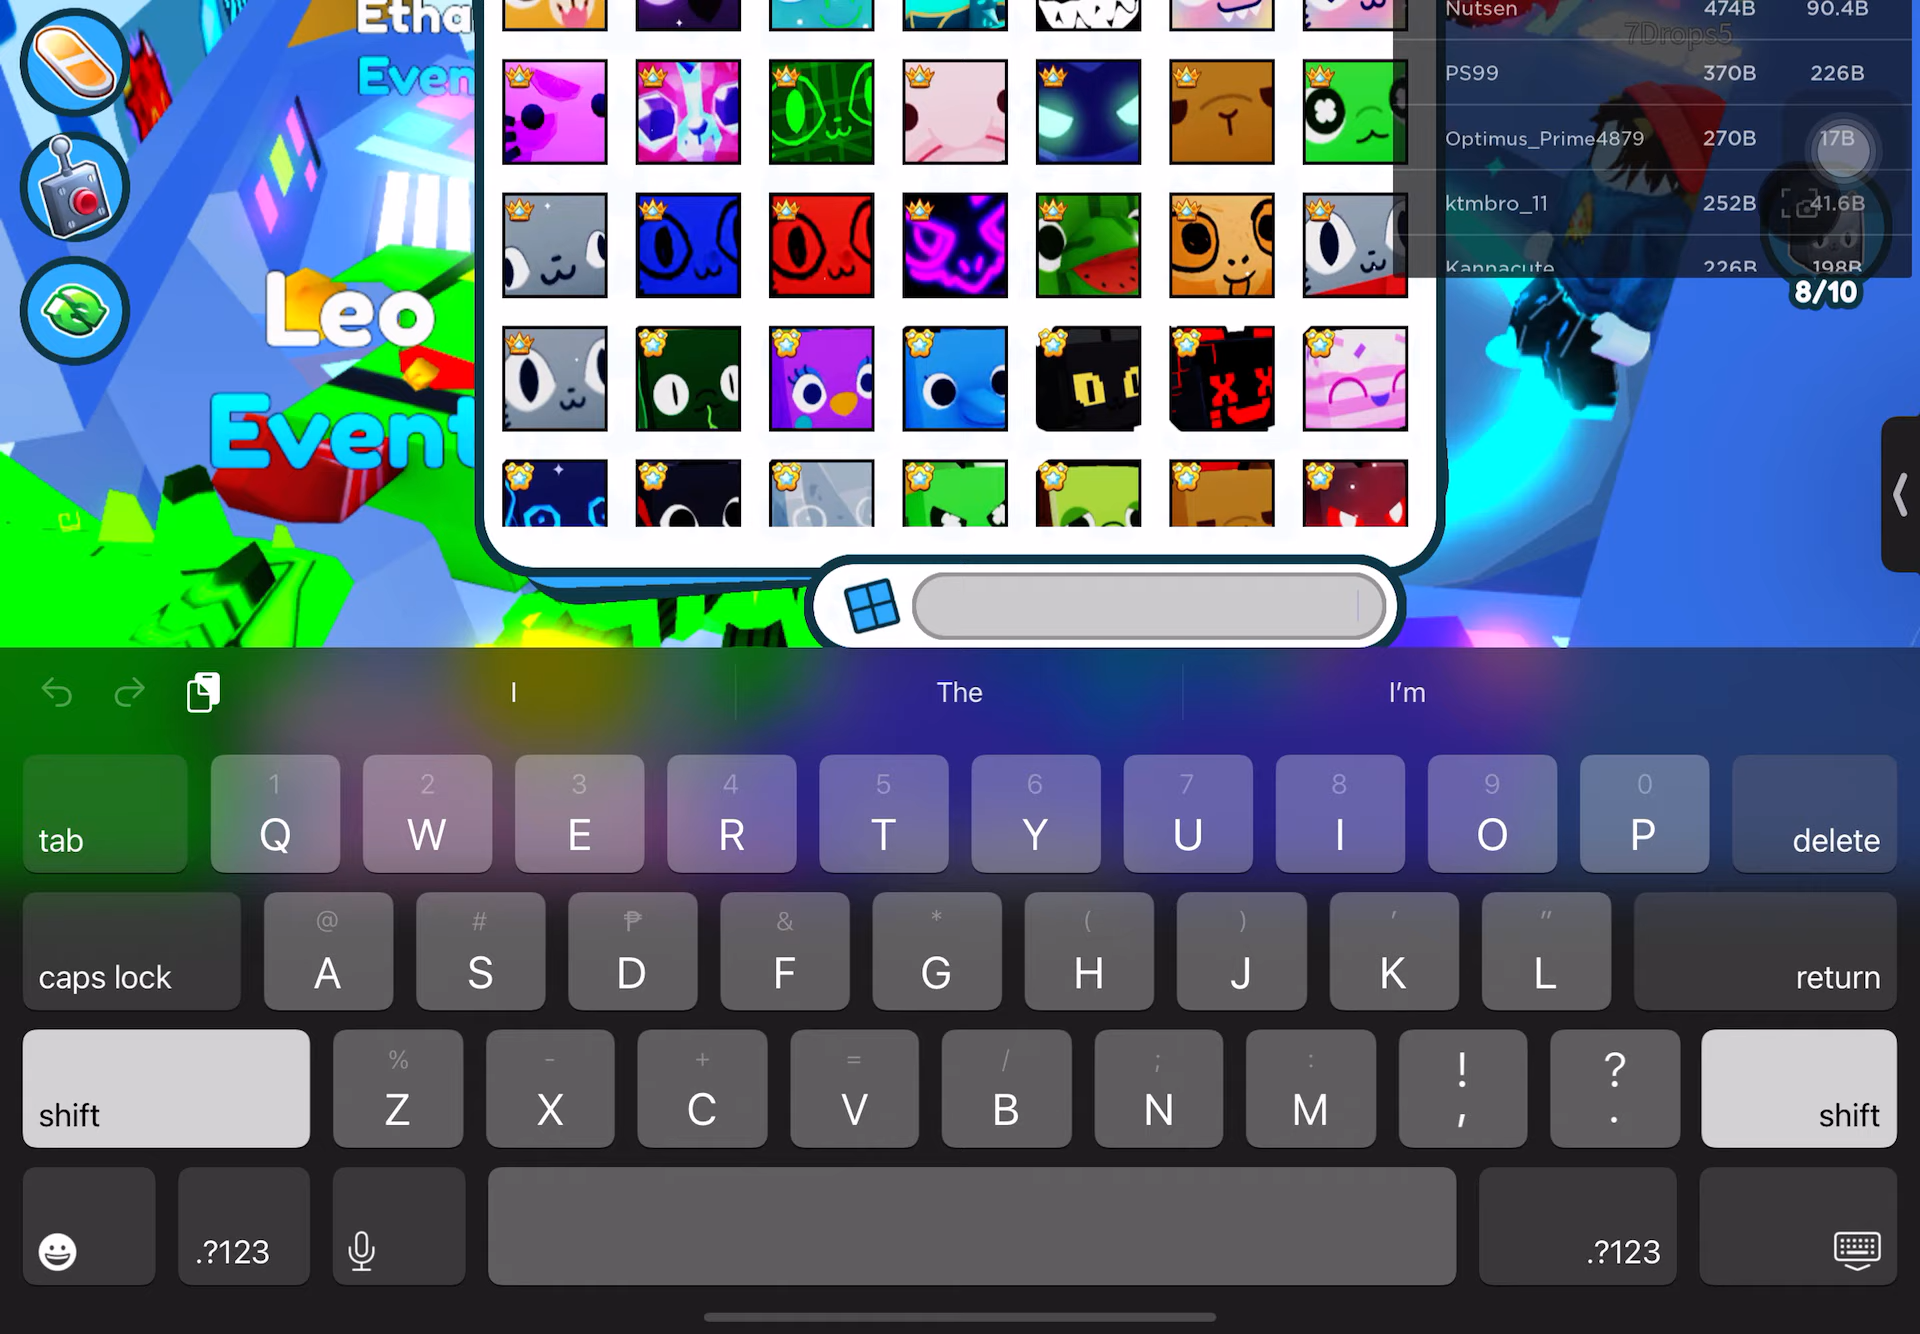 Etha
Even
Leo
Event
Nutsen 474B 90.4B
7Drops5
PS99 370B 226B
Optimus_Prime4879 270B 17B
ktmbro_11 252B 41.6B
Kannacute 226B 198B
8/10
I The I'm
1 2 3 4 5 6 7 8 9 0
tab Q W E R T Y U I O P delete
@ # ₱ & * ( ) ' "
caps lock A S D F G H J K L return
% - + = / ; : ! ?
shift Z X C V B N M , . shift
.?123 .?123